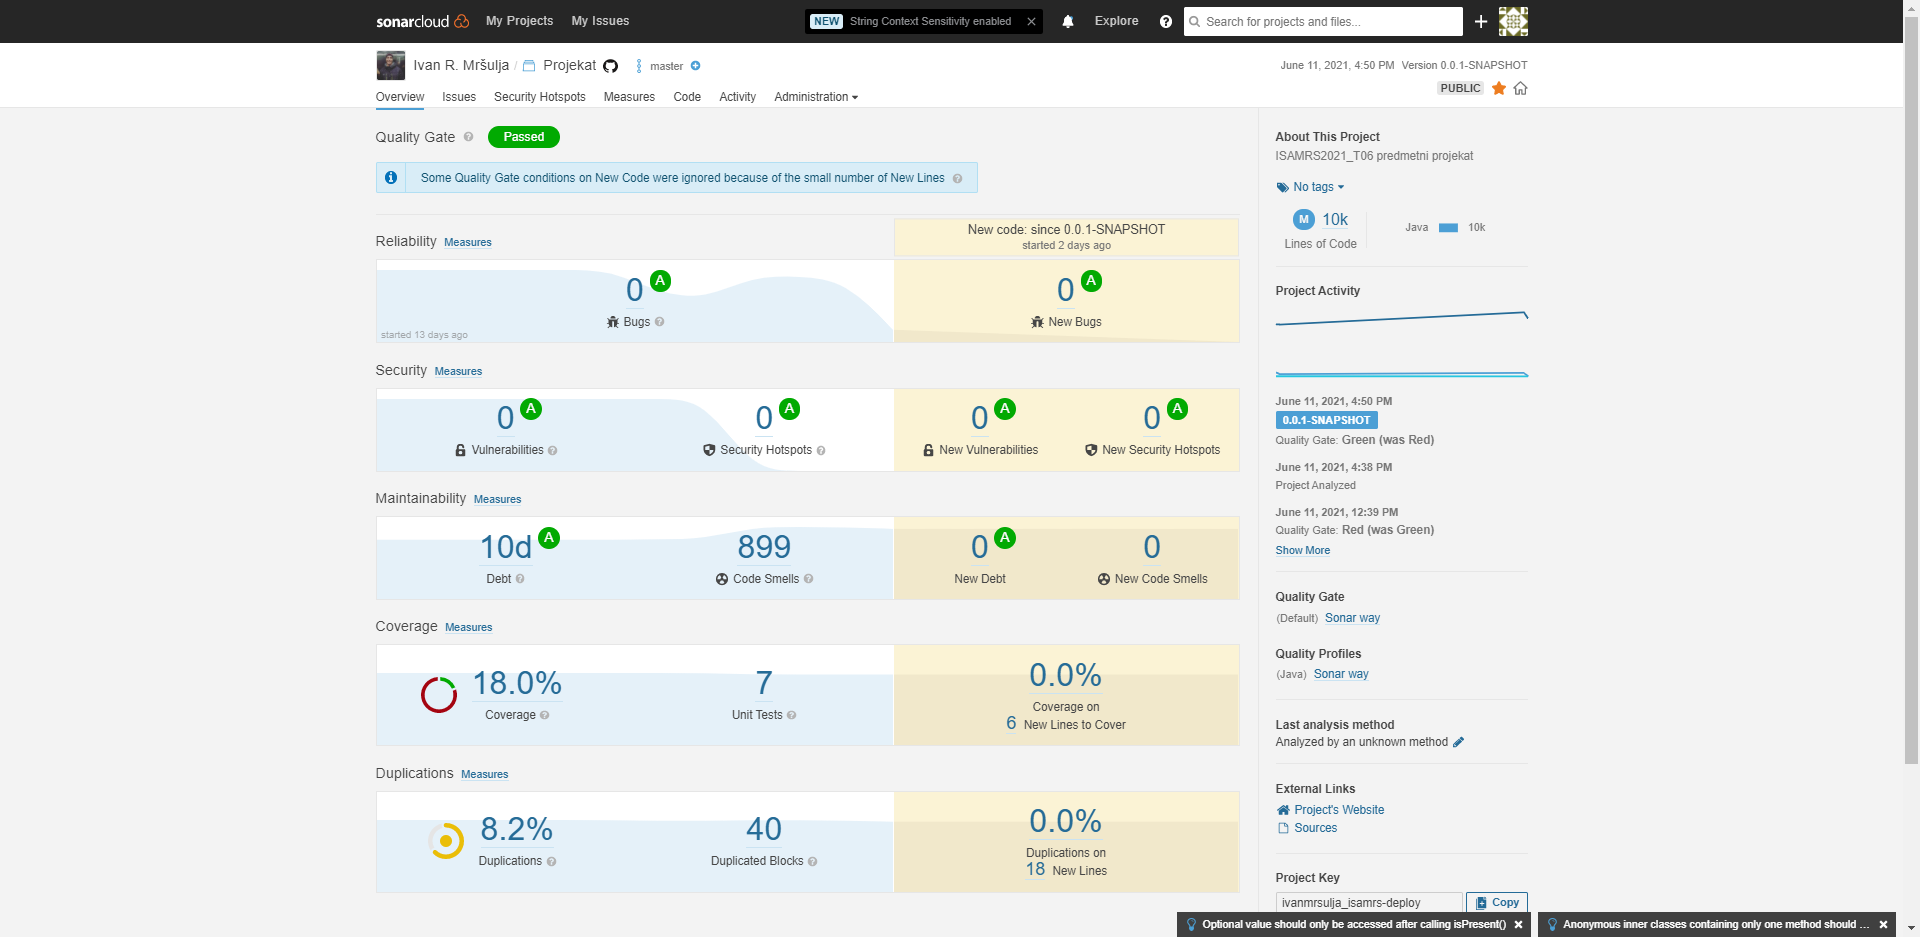 sonarcloud My Projects My Issues NEW String Context Sensitivity enabled Explore Search for projects and files...
Ivan R. Mršulja / Projekat master June 11, 2021, 4:50 PM Version 0.0.1-SNAPSHOT
PUBLIC
Overview Issues Security Hotspots Measures Code Activity Administration
Quality Gate Passed
Some Quality Gate conditions on New Code were ignored because of the small number of New Lines
New code: since 0.0.1-SNAPSHOT
started 2 days ago
Reliability Measures
0 A 0 A
Bugs New Bugs
started 13 days ago
Security Measures
0 A 0 A 0 A 0 A
Vulnerabilities Security Hotspots New Vulnerabilities New Security Hotspots
Maintainability Measures
10d A 899 0 A 0
Debt Code Smells New Debt New Code Smells
Coverage Measures
18.0% 7 0.0%
Coverage Unit Tests Coverage on
6 New Lines to Cover
Duplications Measures
8.2% 40 0.0%
Duplications Duplicated Blocks Duplications on
18 New Lines
About This Project
ISAMRS2021_T06 predmetni projekat
No tags
M 10k Java 10k
Lines of Code
Project Activity
June 11, 2021, 4:50 PM
0.0.1-SNAPSHOT
Quality Gate: Green (was Red)
June 11, 2021, 4:38 PM
Project Analyzed
June 11, 2021, 12:39 PM
Quality Gate: Red (was Green)
Show More
Quality Gate
(Default) Sonar way
Quality Profiles
(Java) Sonar way
Last analysis method
Analyzed by an unknown method
External Links
Project's Website
Sources
Project Key
ivanmrsulja_isamrs-deploy Copy
Optional value should only be accessed after calling isPresent() Anonymous inner classes containing only one method should ...